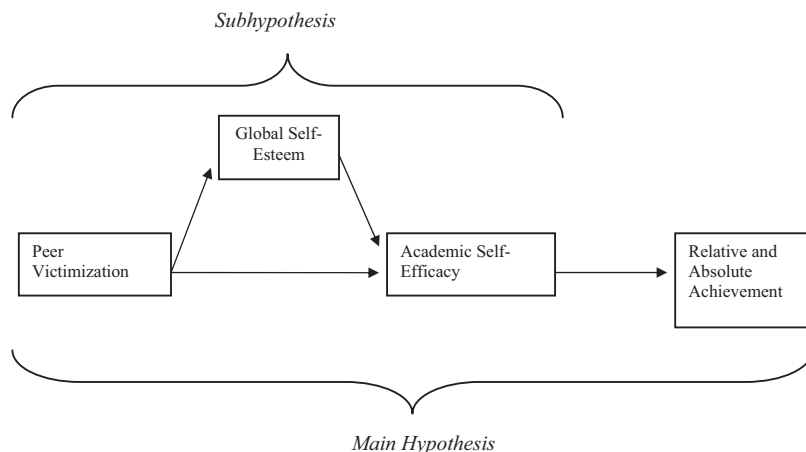 Subhypothesis
Global Self-
Esteem
Peer
Victimization
Academic Self-
Efficacy
Relative and
Absolute
Achievement
Main Hypothesis